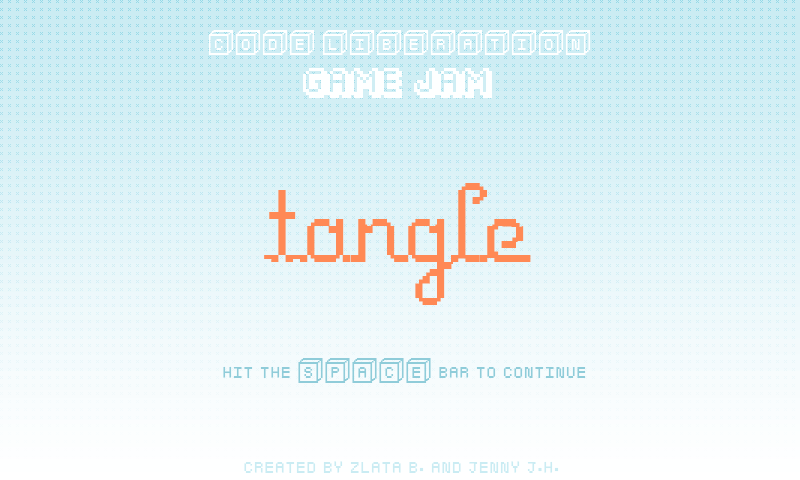 CODE LIBERATION
GAME JAM
tangle
HIT THE SPACE BAR TO CONTINUE
CREATED BY ZLATA B. AND JENNY J.H.